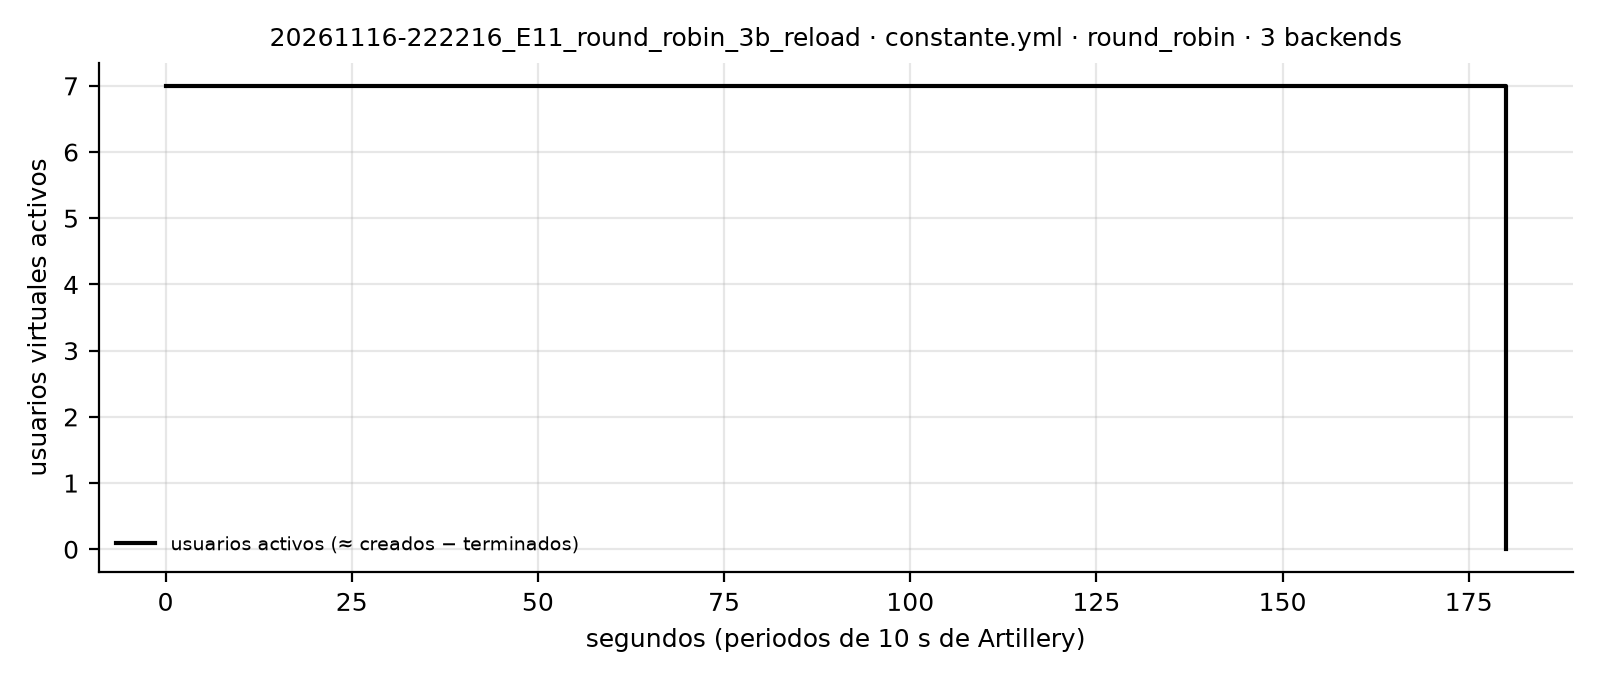 20261116-222216_E11_round_robin_3b_reload · constante.yml · round_robin · 3 backends
usuarios virtuales activos
7
6
5
4
3
2
1
0
usuarios activos (≈ creados − terminados)
0 25 50 75 100 125 150 175
segundos (periodos de 10 s de Artillery)